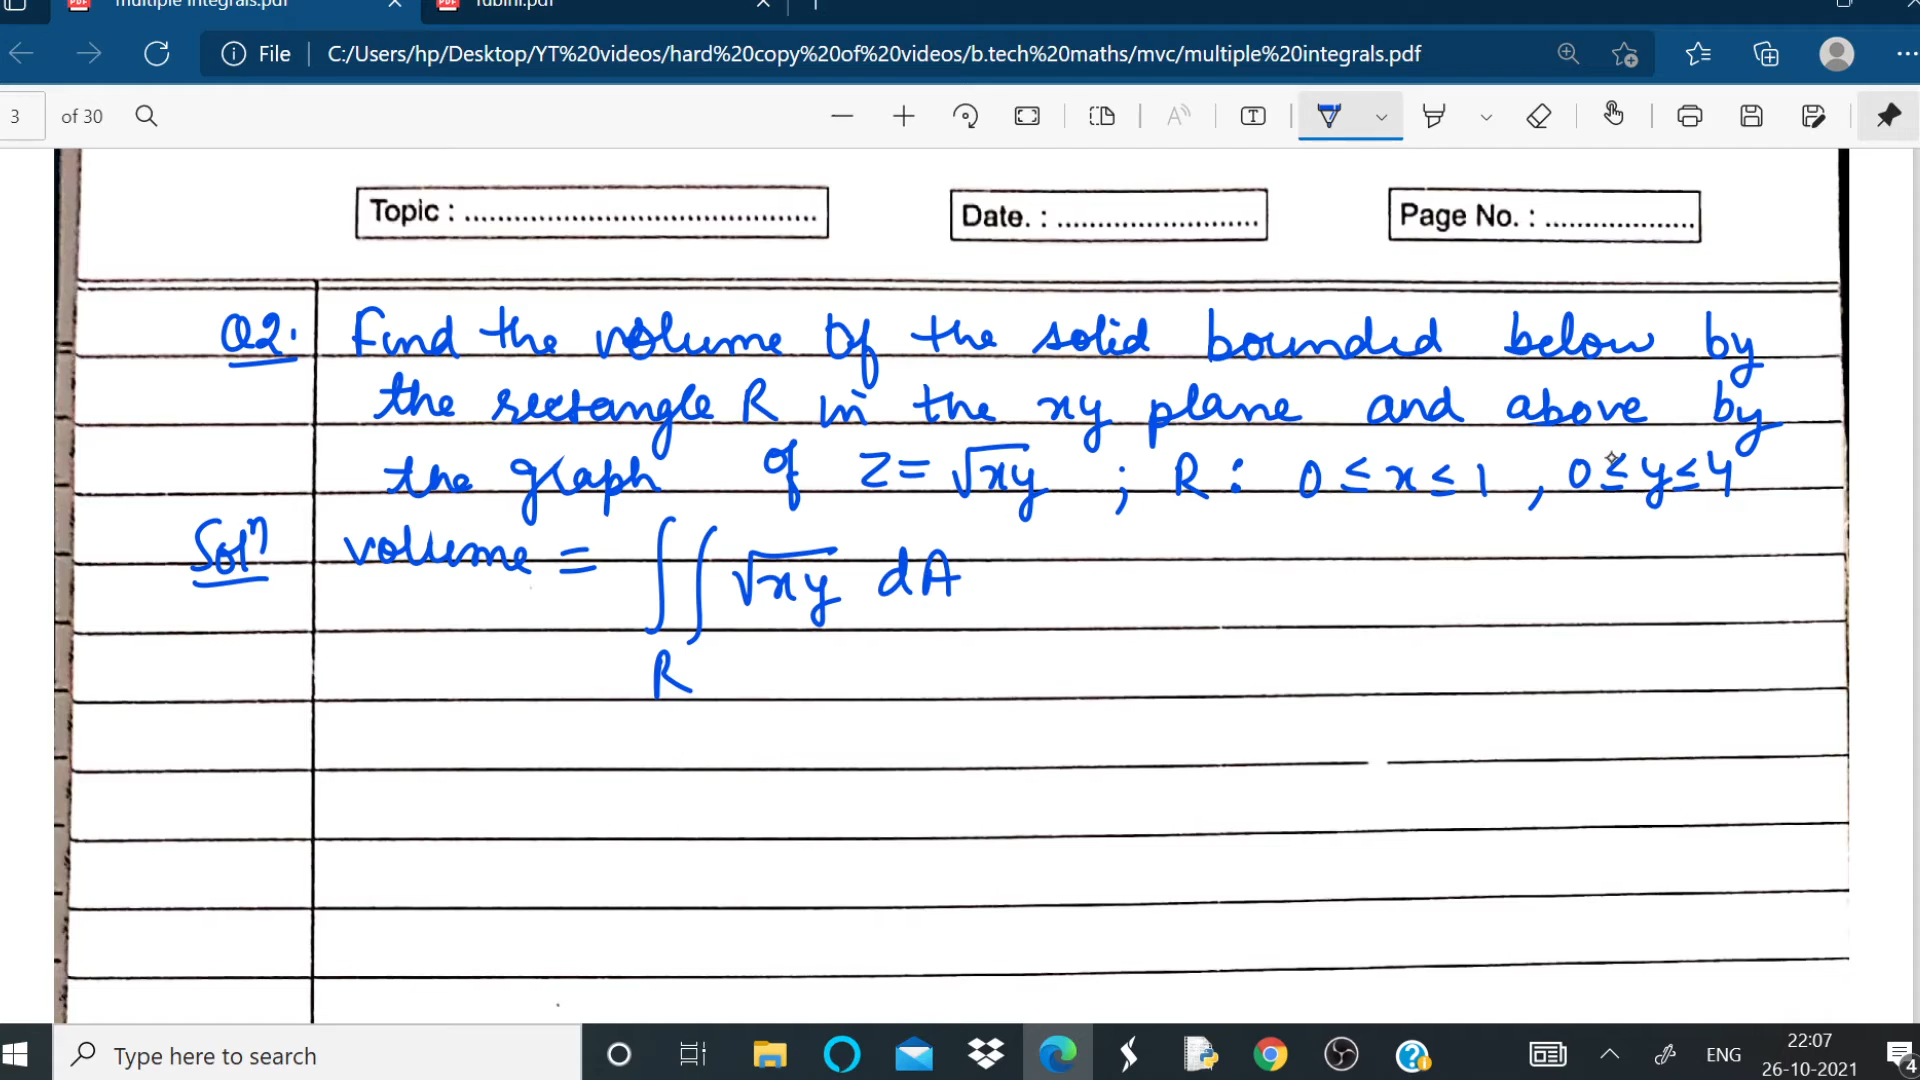 multiple integrals.pdf
fubini.pdf
File C:/Users/hp/Desktop/YT%20videos/hard%20copy%20of%20videos/b.tech%20maths/mvc/multiple%20integrals.pdf
3 of 30
Topic : ..........................................
Date. : ........................
Page No. : ..................
Q2. Find the volume of the solid bounded below by
the rectangle R in the xy plane and above by
the graph of z = √xy ; R : 0 ≤ x ≤ 1 , 0 ≤ y ≤ 4
Solⁿ volume = ∫∫ √xy dA
R
Type here to search
ENG
22:07
26-10-2021
4